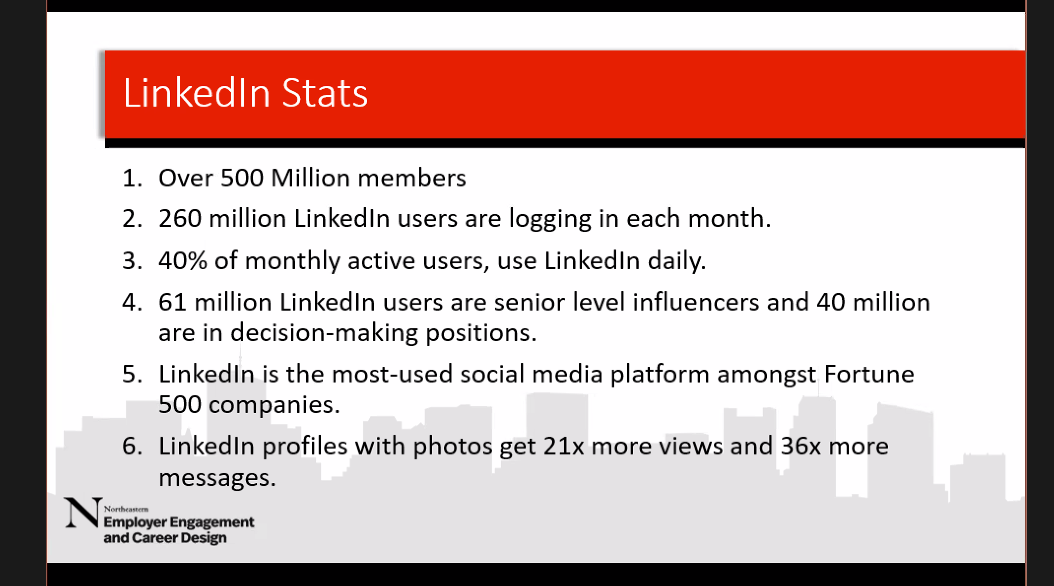 LinkedIn Stats
1. Over 500 Million members
2. 260 million LinkedIn users are logging in each month.
3. 40% of monthly active users, use LinkedIn daily.
4. 61 million LinkedIn users are senior level influencers and 40 million
are in decision-making positions.
5. LinkedIn is the most-used social media platform amongst Fortune
500 companies.
6. LinkedIn profiles with photos get 21x more views and 36x more
messages.
N
Northeastern
Employer Engagement
and Career Design